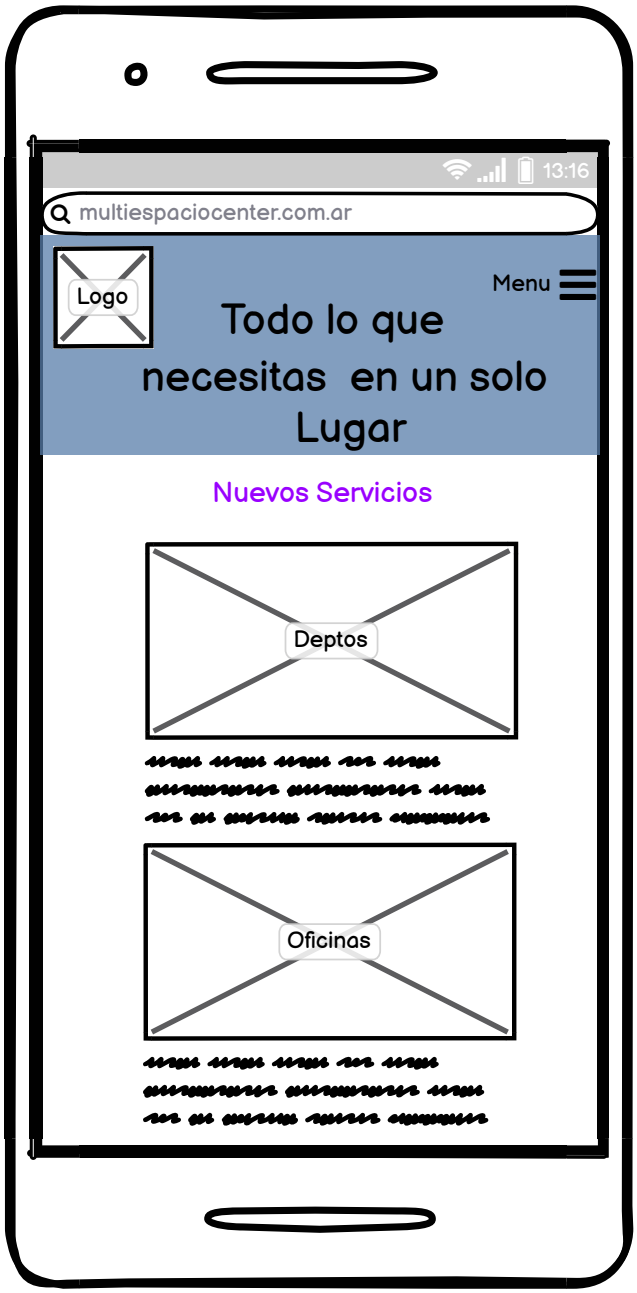 13:16
multiespaciocenter.com.ar
Logo
Menu
Todo lo que
necesitas en un solo
Lugar
Nuevos Servicios
Deptos
Oficinas